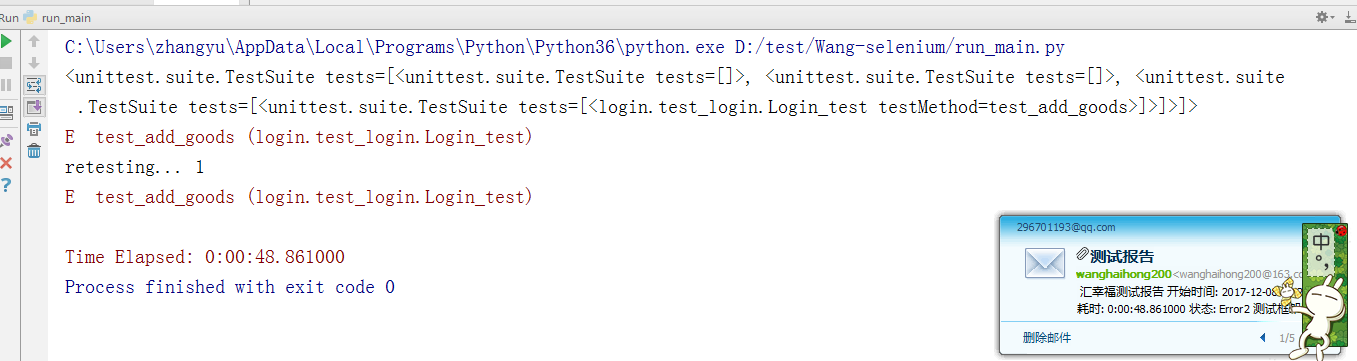 Run run_main
C:\Users\zhangyu\AppData\Local\Programs\Python\Python36\python.exe D:/test/Wang-selenium/run_main.py
<unittest.suite.TestSuite tests=[<unittest.suite.TestSuite tests=[]>, <unittest.suite.TestSuite tests=[]>, <unittest.suite
.TestSuite tests=[<unittest.suite.TestSuite tests=[<login.test_login.Login_test testMethod=test_add_goods>]>]>]>
E  test_add_goods (login.test_login.Login_test)
retesting... 1
E  test_add_goods (login.test_login.Login_test)
Time Elapsed: 0:00:48.861000
Process finished with exit code 0
296701193@qq.com
测试报告
wanghaihong200 <wanghaihong200@163.co
汇幸福测试报告 开始时间: 2017-12-08
耗时: 0:00:48.861000 状态: Error2 测试框
删除邮件
1/5
中
°,